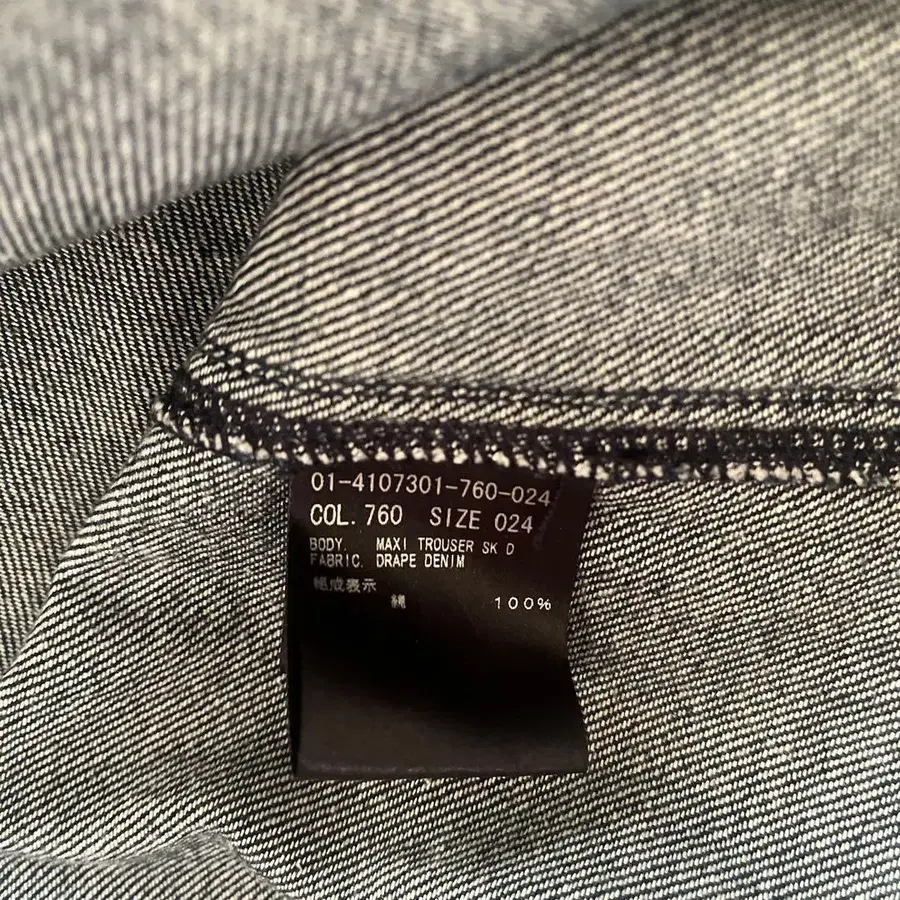 01-4107301-760-024
COL. 760 SIZE 024
BODY. MAXI TROUSER SK D
FABRIC. DRAPE DENIM
組成表示
綿 100%